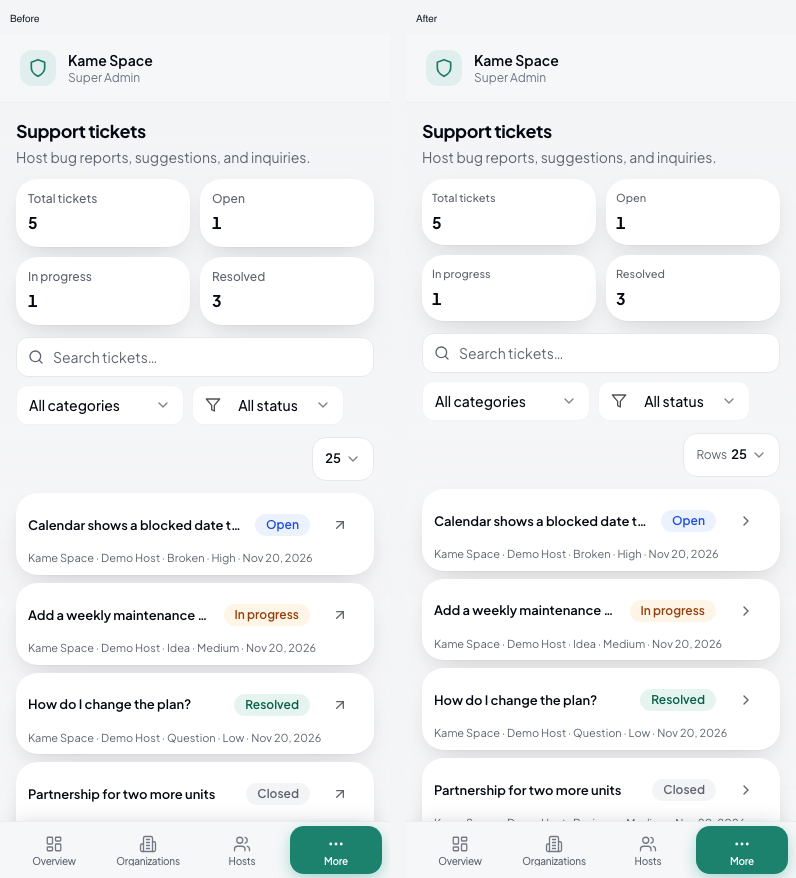 Before
Kame Space
Super Admin
Support tickets
Host bug reports, suggestions, and inquiries.
Total tickets
5
Open
1
In progress
1
Resolved
3
Search tickets...
All categories
All status
25
Calendar shows a blocked date t...
Open
Kame Space · Demo Host · Broken · High · Nov 20, 2026
Add a weekly maintenance ...
In progress
Kame Space · Demo Host · Idea · Medium · Nov 20, 2026
How do I change the plan?
Resolved
Kame Space · Demo Host · Question · Low · Nov 20, 2026
Partnership for two more units
Closed
Overview
Organizations
Hosts
More
After
Kame Space
Super Admin
Support tickets
Host bug reports, suggestions, and inquiries.
Total tickets
5
Open
1
In progress
1
Resolved
3
Search tickets...
All categories
All status
Rows 25
Calendar shows a blocked date t...
Open
Kame Space · Demo Host · Broken · High · Nov 20, 2026
Add a weekly maintenance ...
In progress
Kame Space · Demo Host · Idea · Medium · Nov 20, 2026
How do I change the plan?
Resolved
Kame Space · Demo Host · Question · Low · Nov 20, 2026
Partnership for two more units
Closed
Overview
Organizations
Hosts
More